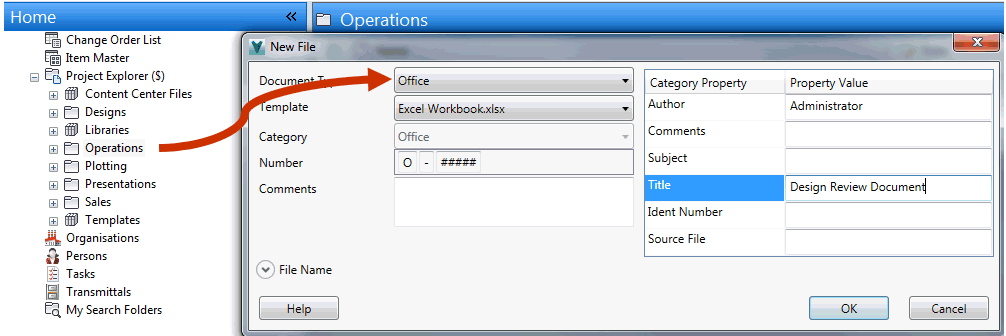 Home «
Operations
Change Order List
Item Master
Project Explorer ($)
Content Center Files
Designs
Libraries
Operations
Plotting
Presentations
Sales
Templates
Organisations
Persons
Tasks
Transmittals
My Search Folders
New File
Document Ty
Office
Template
Excel Workbook.xlsx
Category
Office
Number
O - #####
Comments
File Name
Category Property Property Value
Author Administrator
Comments
Subject
Title Design Review Document
Ident Number
Source File
Help
OK
Cancel